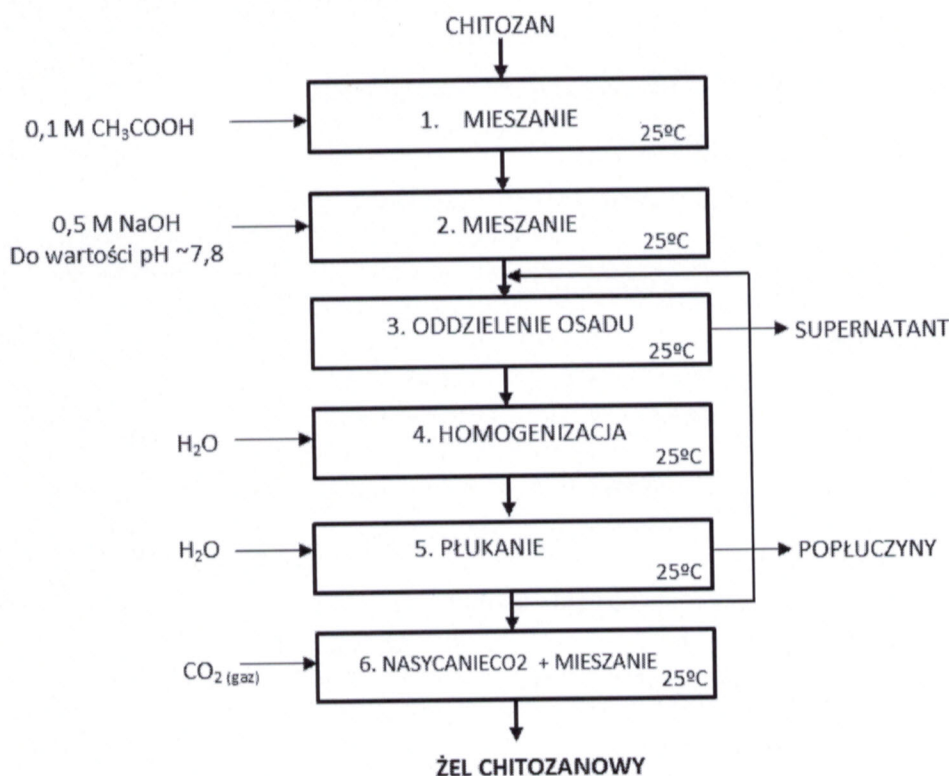 CHITOZAN
0,1 M CH₃COOH
1. MIESZANIE
25ºC
0,5 M NaOH
Do wartości pH ~7,8
2. MIESZANIE
25ºC
3. ODDZIELENIE OSADU
25ºC
SUPERNATANT
H₂O
4. HOMOGENIZACJA
25ºC
H₂O
5. PŁUKANIE
25ºC
POPŁUCZYNY
CO₂ (gaz)
6. NASYCANIECO2 + MIESZANIE
25ºC
ŻEL CHITOZANOWY